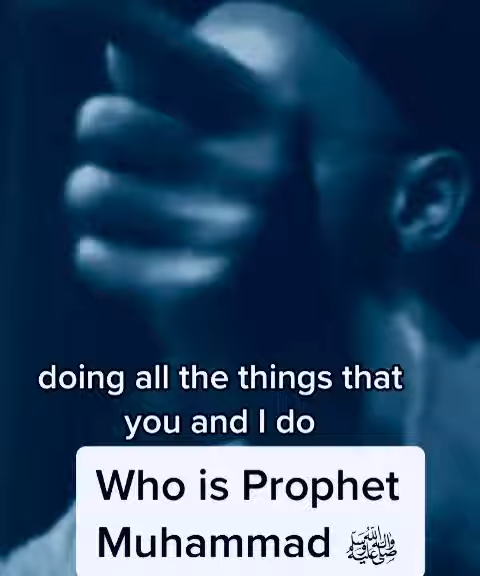 doing all the things that
you and I do
Who is Prophet
Muhammad ﷺ